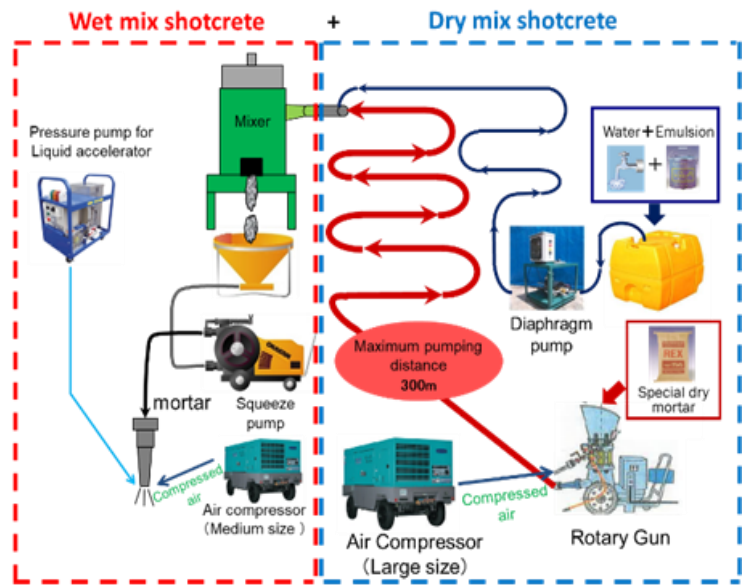 Wet mix shotcrete + Dry mix shotcrete
Pressure pump for
Liquid accelerator
Mixer
Water+Emulsion
+
Diaphragm
pump
Maximum pumping
distance
300m
REX
Special dry
mortar
mortar
Squeeze
pump
Compressed
air
Air compressor
(Medium size )
Compressed
air
Air Compressor
(Large size)
Rotary Gun